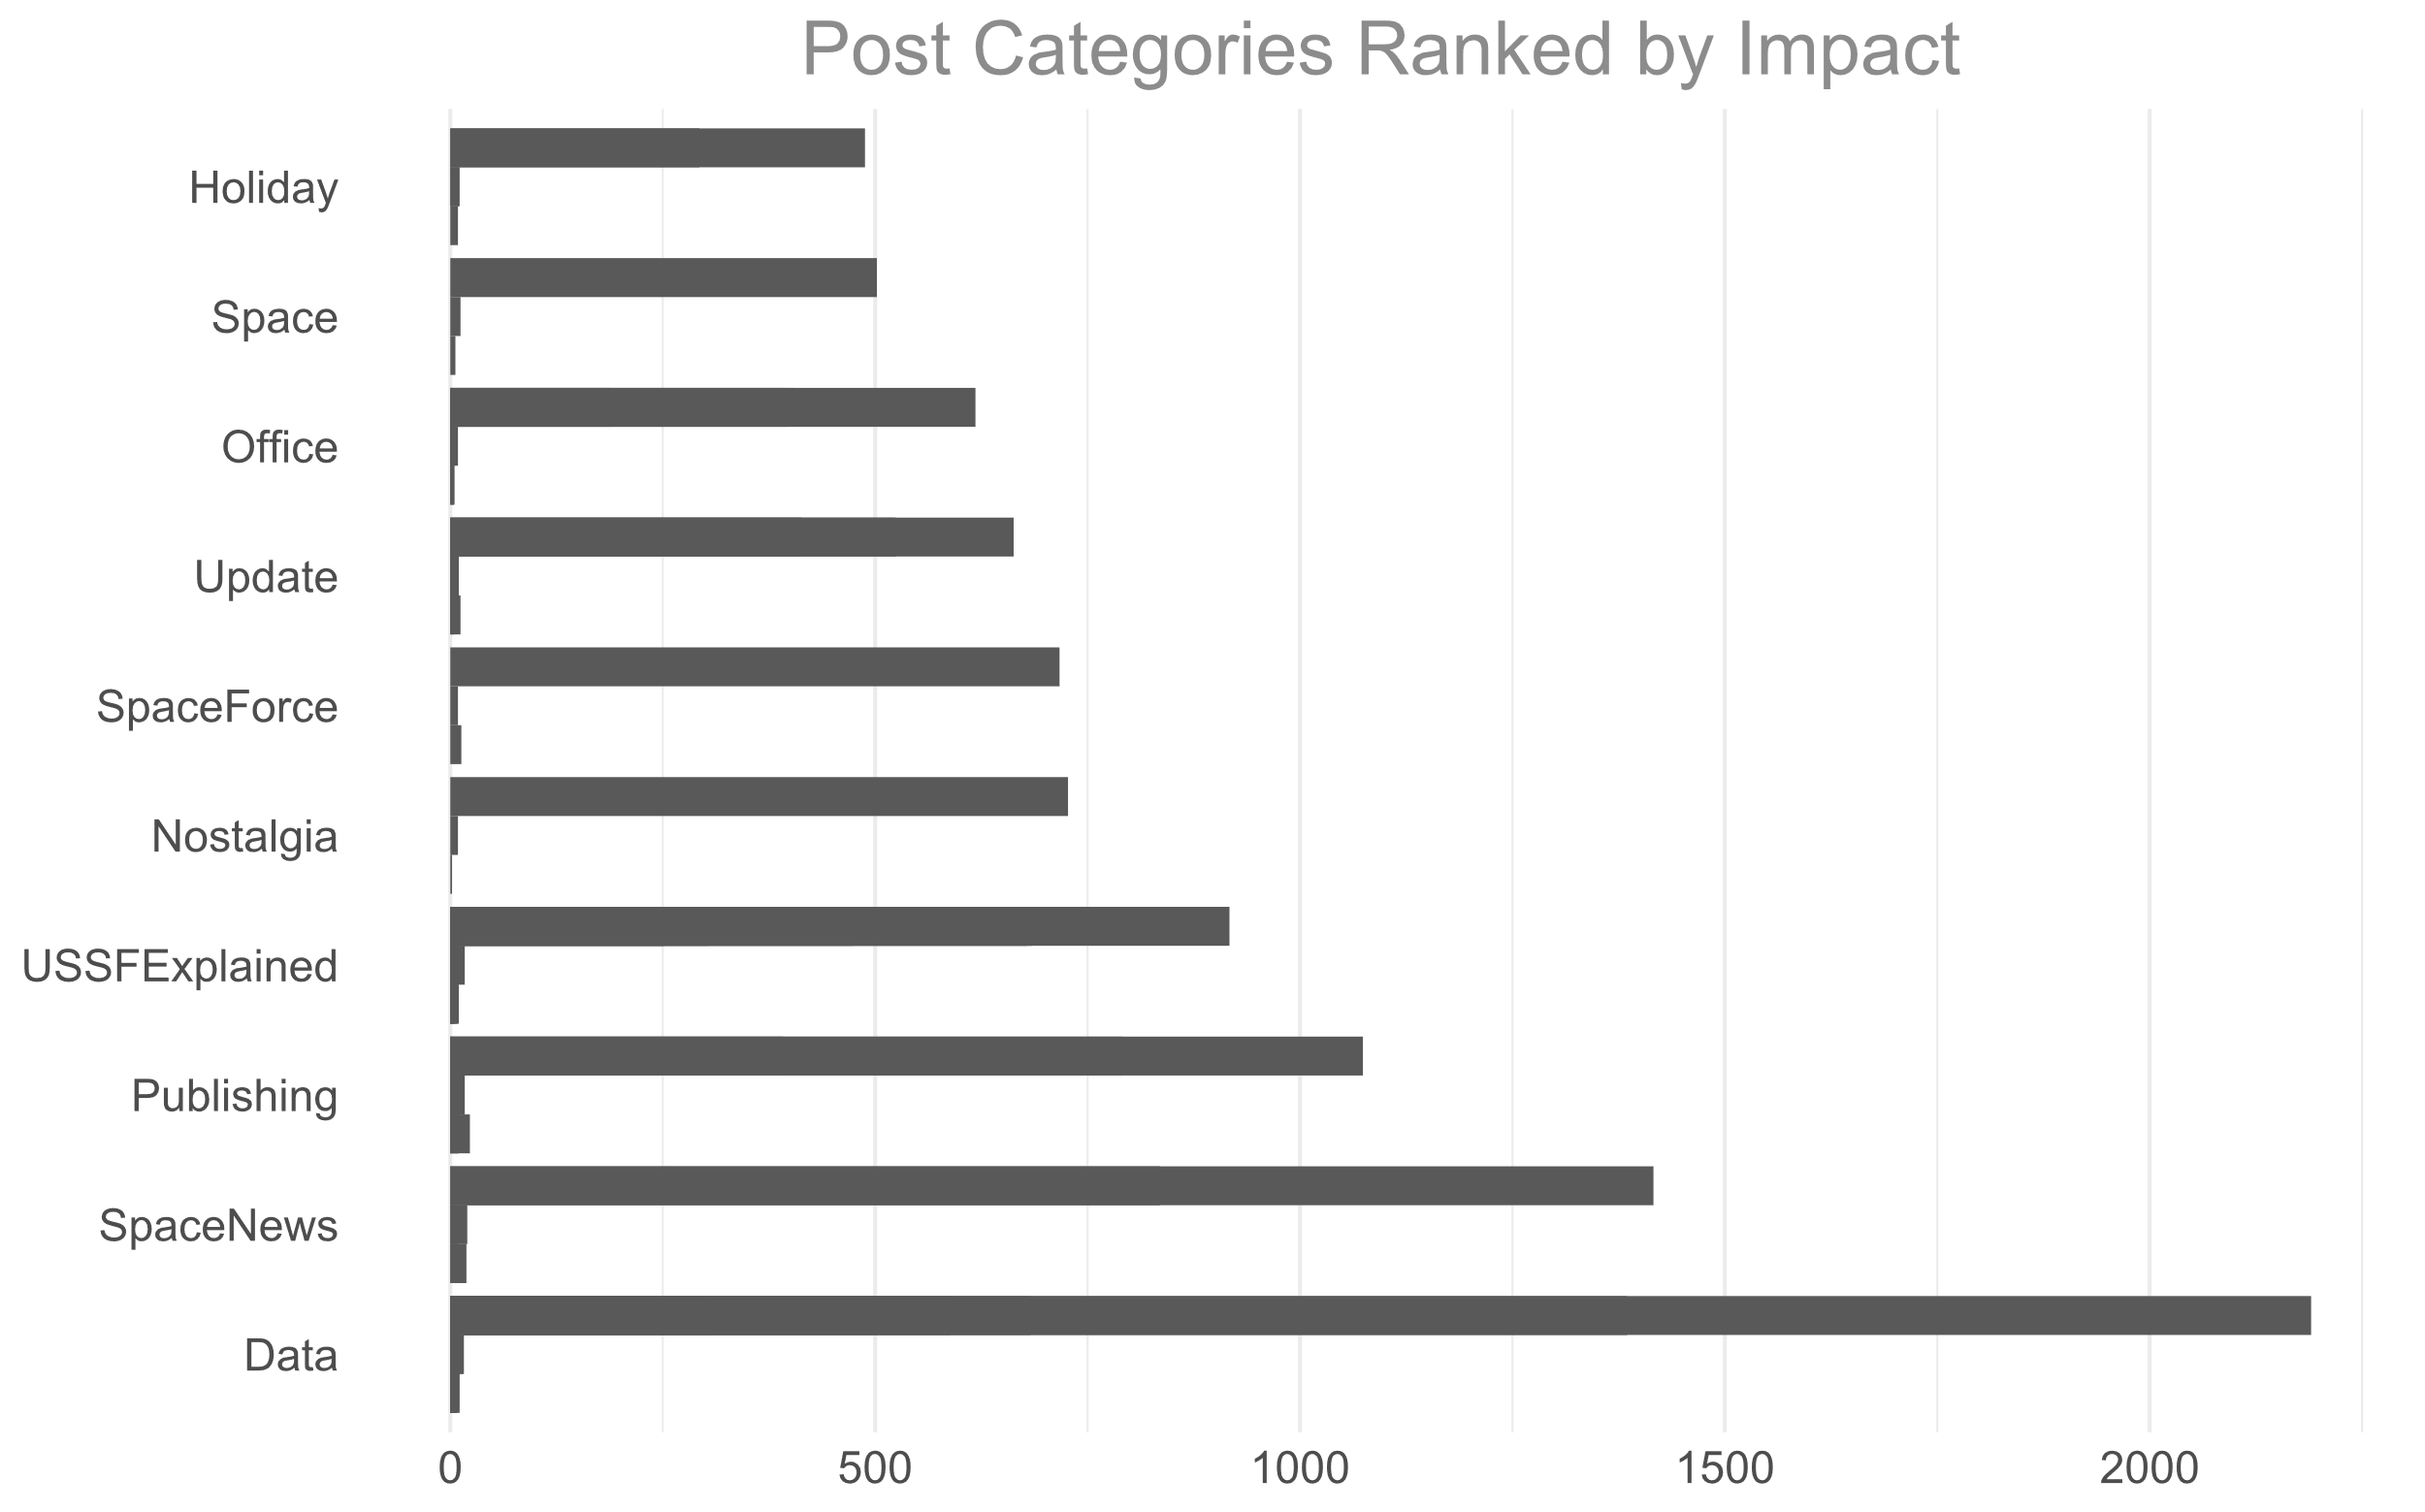 Post Categories Ranked by Impact
Holiday
Space
Office
Update
SpaceForce
Nostalgia
USSFExplained
Publishing
SpaceNews
Data
0 500 1000 1500 2000